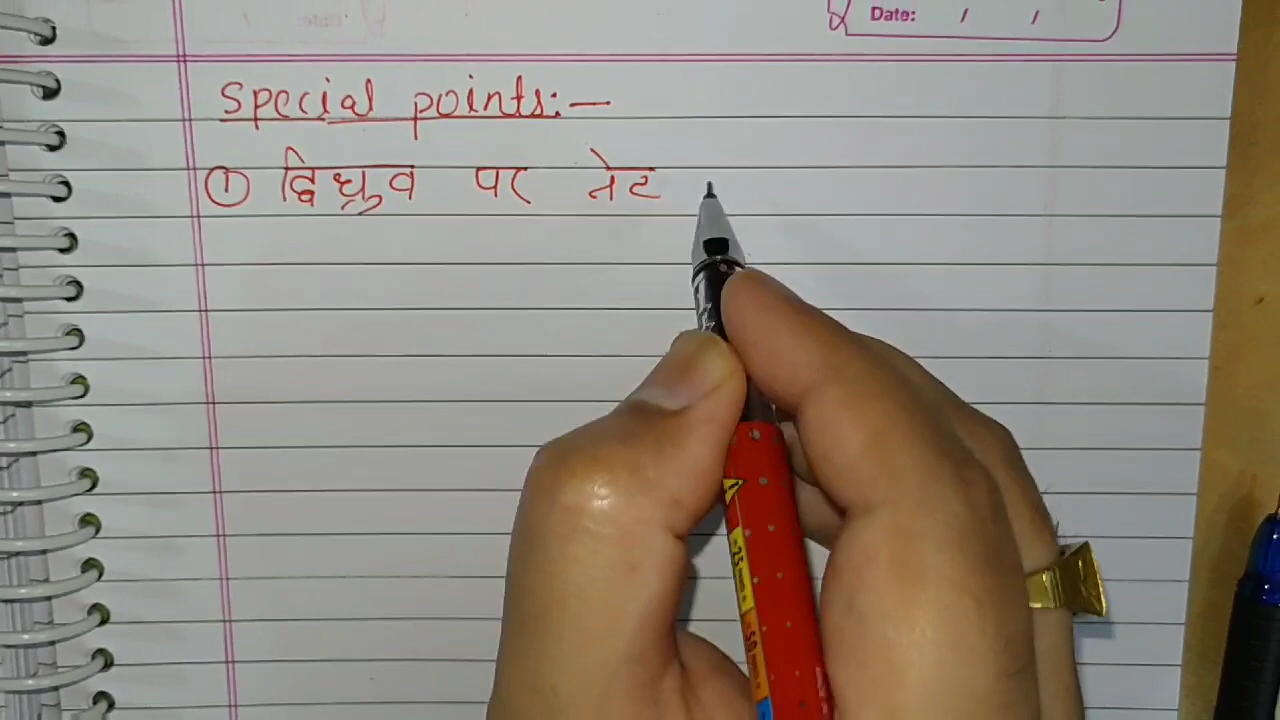 Date: / /
Special points:-
① द्विध्रुव पर नेट